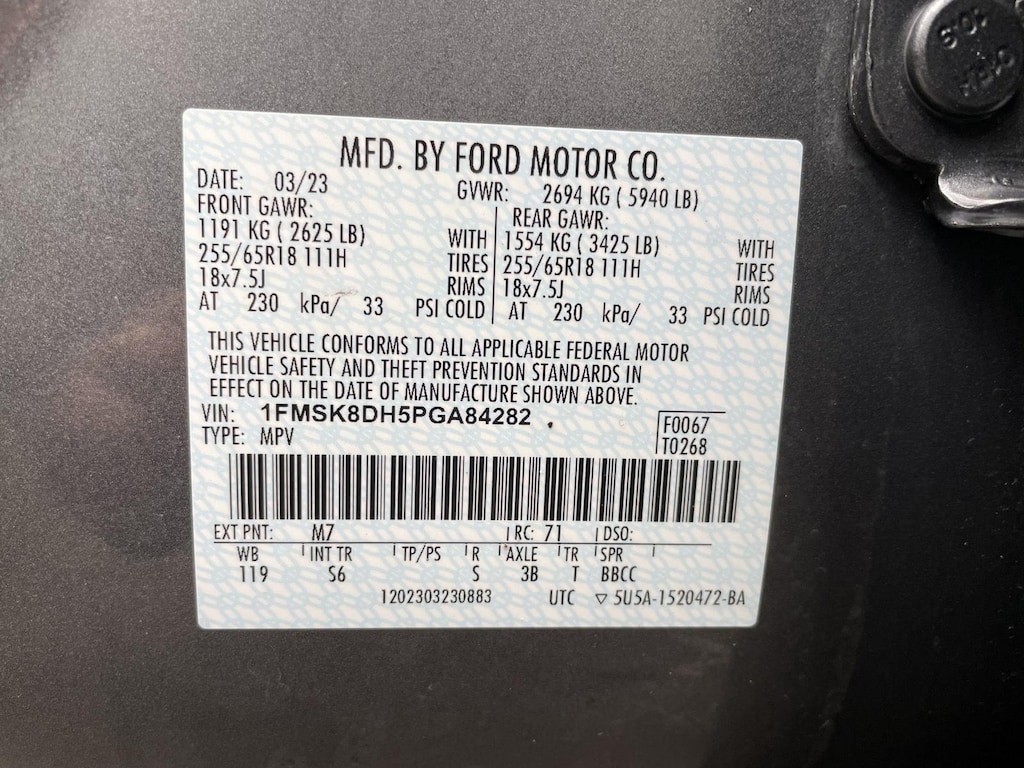 MFD. BY FORD MOTOR CO.
DATE: 03/23 GVWR: 2694 KG ( 5940 LB)
FRONT GAWR: REAR GAWR:
1191 KG ( 2625 LB) WITH 1554 KG ( 3425 LB) WITH
255/65R18 111H TIRES 255/65R18 111H TIRES
18x7.5J RIMS 18x7.5J RIMS
AT 230 kPa/ 33 PSI COLD AT 230 kPa/ 33 PSI COLD
THIS VEHICLE CONFORMS TO ALL APPLICABLE FEDERAL MOTOR
VEHICLE SAFETY AND THEFT PREVENTION STANDARDS IN
EFFECT ON THE DATE OF MANUFACTURE SHOWN ABOVE.
VIN: 1FMSK8DH5PGA84282 F0067
TYPE: MPV T0268
EXT PNT: M7 RC: 71 DSO:
WB INT TR TP/PS R AXLE TR SPR
119 S6 S 3B T BBCC
1202303230883 UTC ▽ 5U5A-1520472-BA
10.9